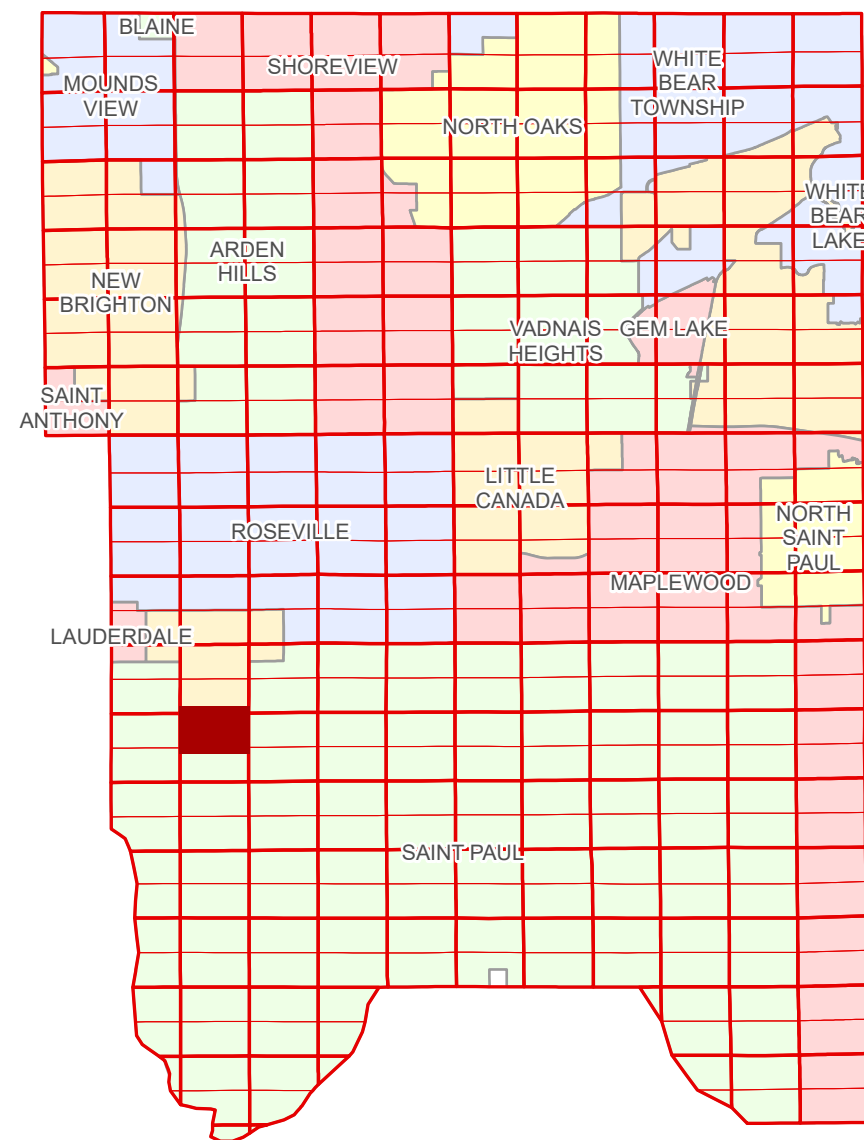 BLAINE
SHOREVIEW
WHITE
BEAR
TOWNSHIP
MOUNDS
VIEW
NORTH OAKS
WHITE
BEAR
LAKE
ARDEN
HILLS
NEW
BRIGHTON
VADNAIS
HEIGHTS
GEM LAKE
SAINT
ANTHONY
LITTLE
CANADA
NORTH
SAINT
PAUL
ROSEVILLE
MAPLEWOOD
LAUDERDALE
SAINT PAUL